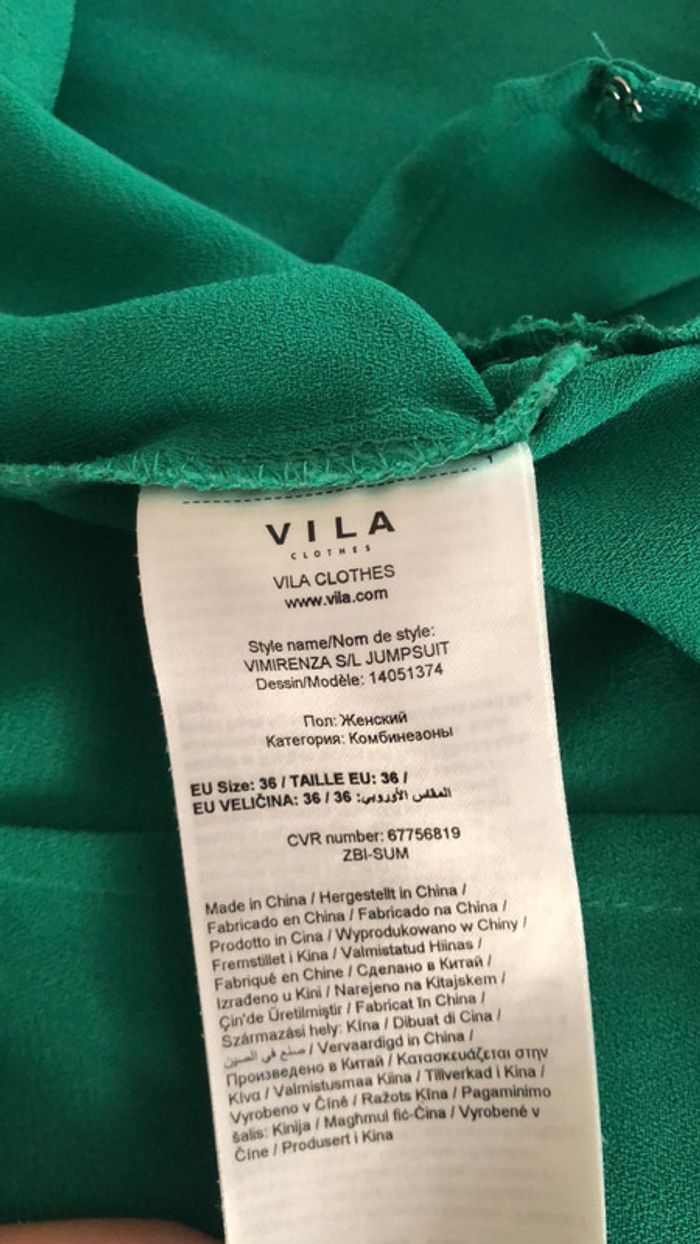 VILA
CLOTHES
VILA CLOTHES
www.vila.com
Style name/Nom de style:
VIMIRENZA S/L JUMPSUIT
Dessin/Modèle: 14051374
Пол: Женский
Категория: Комбинезоны
EU Size: 36 / TAILLE EU: 36 /
EU VELIČINA: 36 / 36 :المقاس الأوروبي
CVR number: 67756819
ZBI-SUM
Made in China / Hergestellt in China /
Fabricado en China / Fabricado na China /
Prodotto in Cina / Wyprodukowano w Chiny /
Fremstillet i Kina / Valmistatud Hiinas /
Fabriqué en Chine / Сделано в Китай /
Izrađeno u Kini / Narejeno na Kitajskem /
Çin'de Üretilmiştir / Fabricat în China /
Származási hely: Kína / Dibuat di Cina /
صنع في الصين / Vervaardigd in China /
Произведено в Китай / Κατασκευάζεται στην
Κίνα / Valmistusmaa Kiina / Tillverkad i Kina /
Vyrobeno v Číně / Ražots Ķīna / Pagaminimo
šalis: Kinija / Magħmul fiċ-Ċina / Vyrobené v
Číne / Produsert i Kina